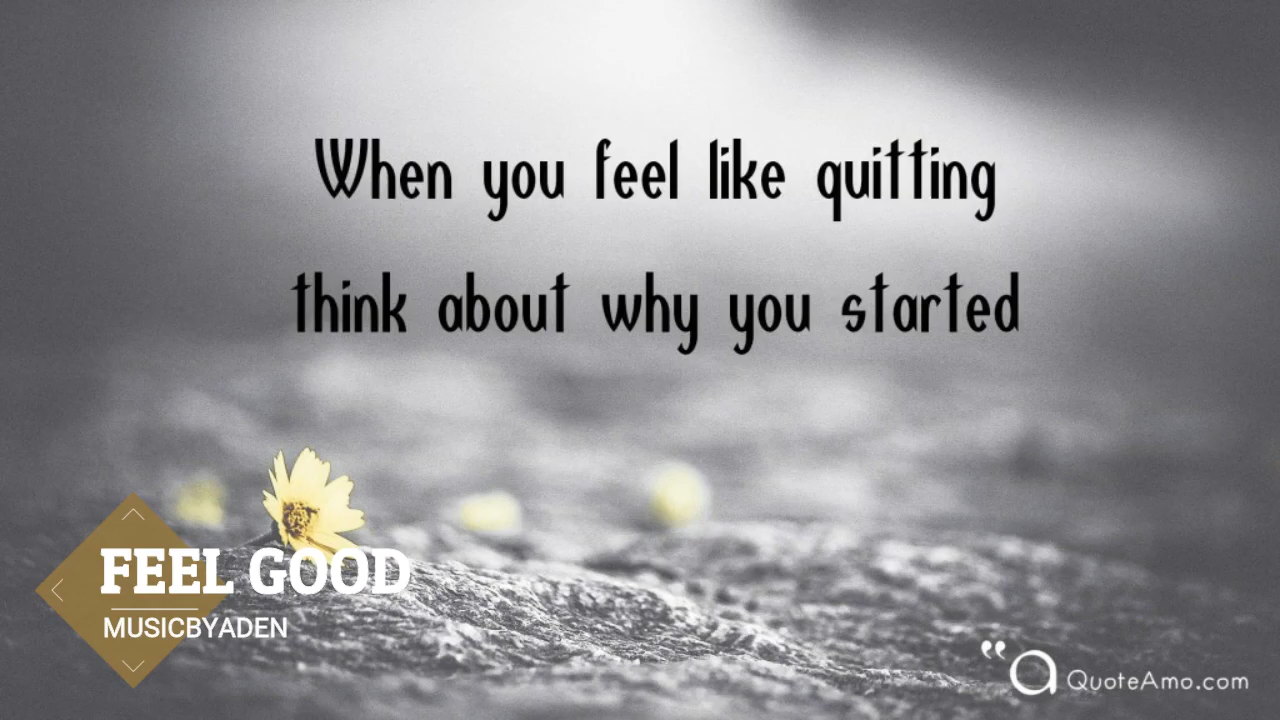 When you feel like quitting
think about why you started
FEEL GOOD
MUSICBYADEN
QuoteAmo.com